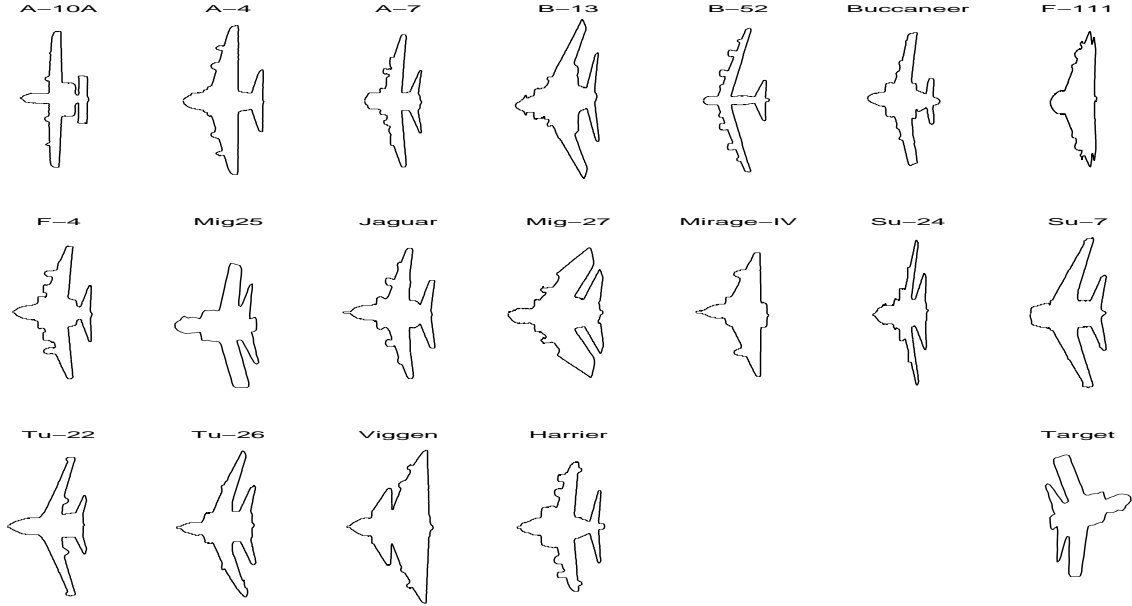 A−10A A−4 A−7 B−13 B−52 Buccaneer F−111
F−4 Mig25 Jaguar Mig−27 Mirage−IV Su−24 Su−7
Tu−22 Tu−26 Viggen Harrier Target